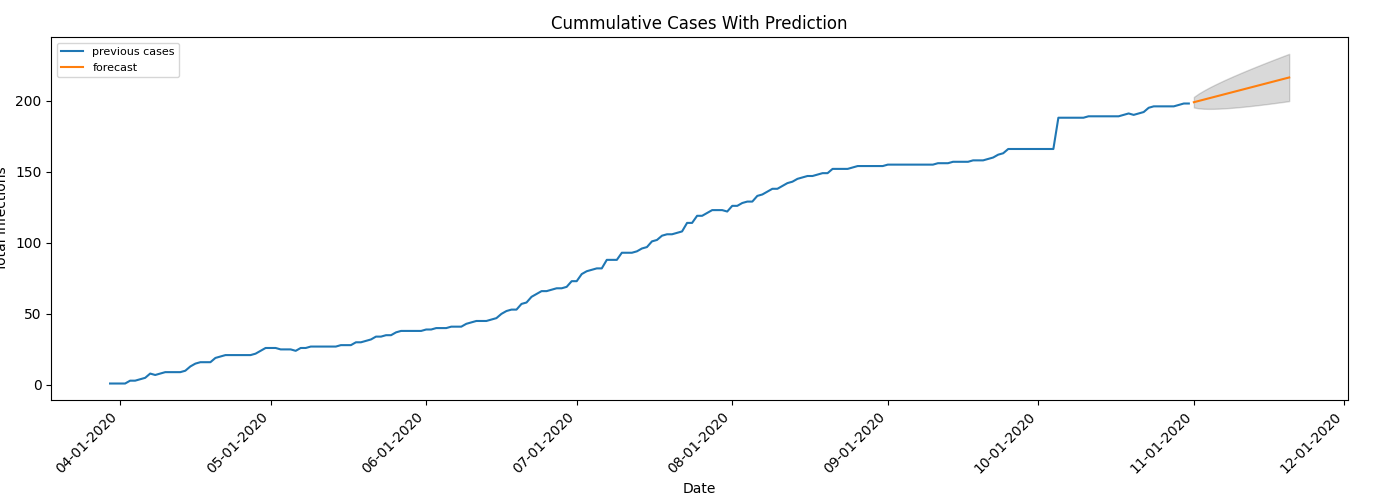 Cummulative Cases With Prediction
previous cases
forecast
200
150
100
50
0
Total Infections
04-01-2020
05-01-2020
06-01-2020
07-01-2020
08-01-2020
09-01-2020
10-01-2020
11-01-2020
12-01-2020
Date